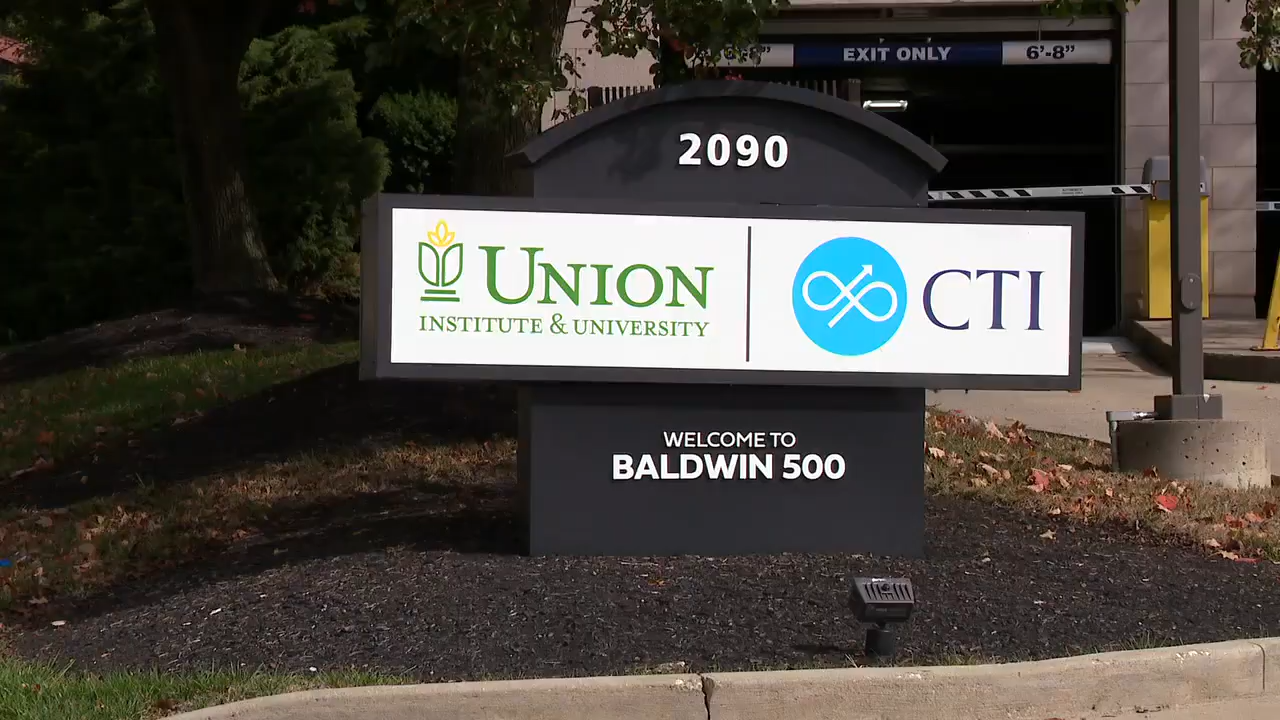 EXIT ONLY 6'-8"
2090
UNION
INSTITUTE & UNIVERSITY
CTI
WELCOME TO
BALDWIN 500